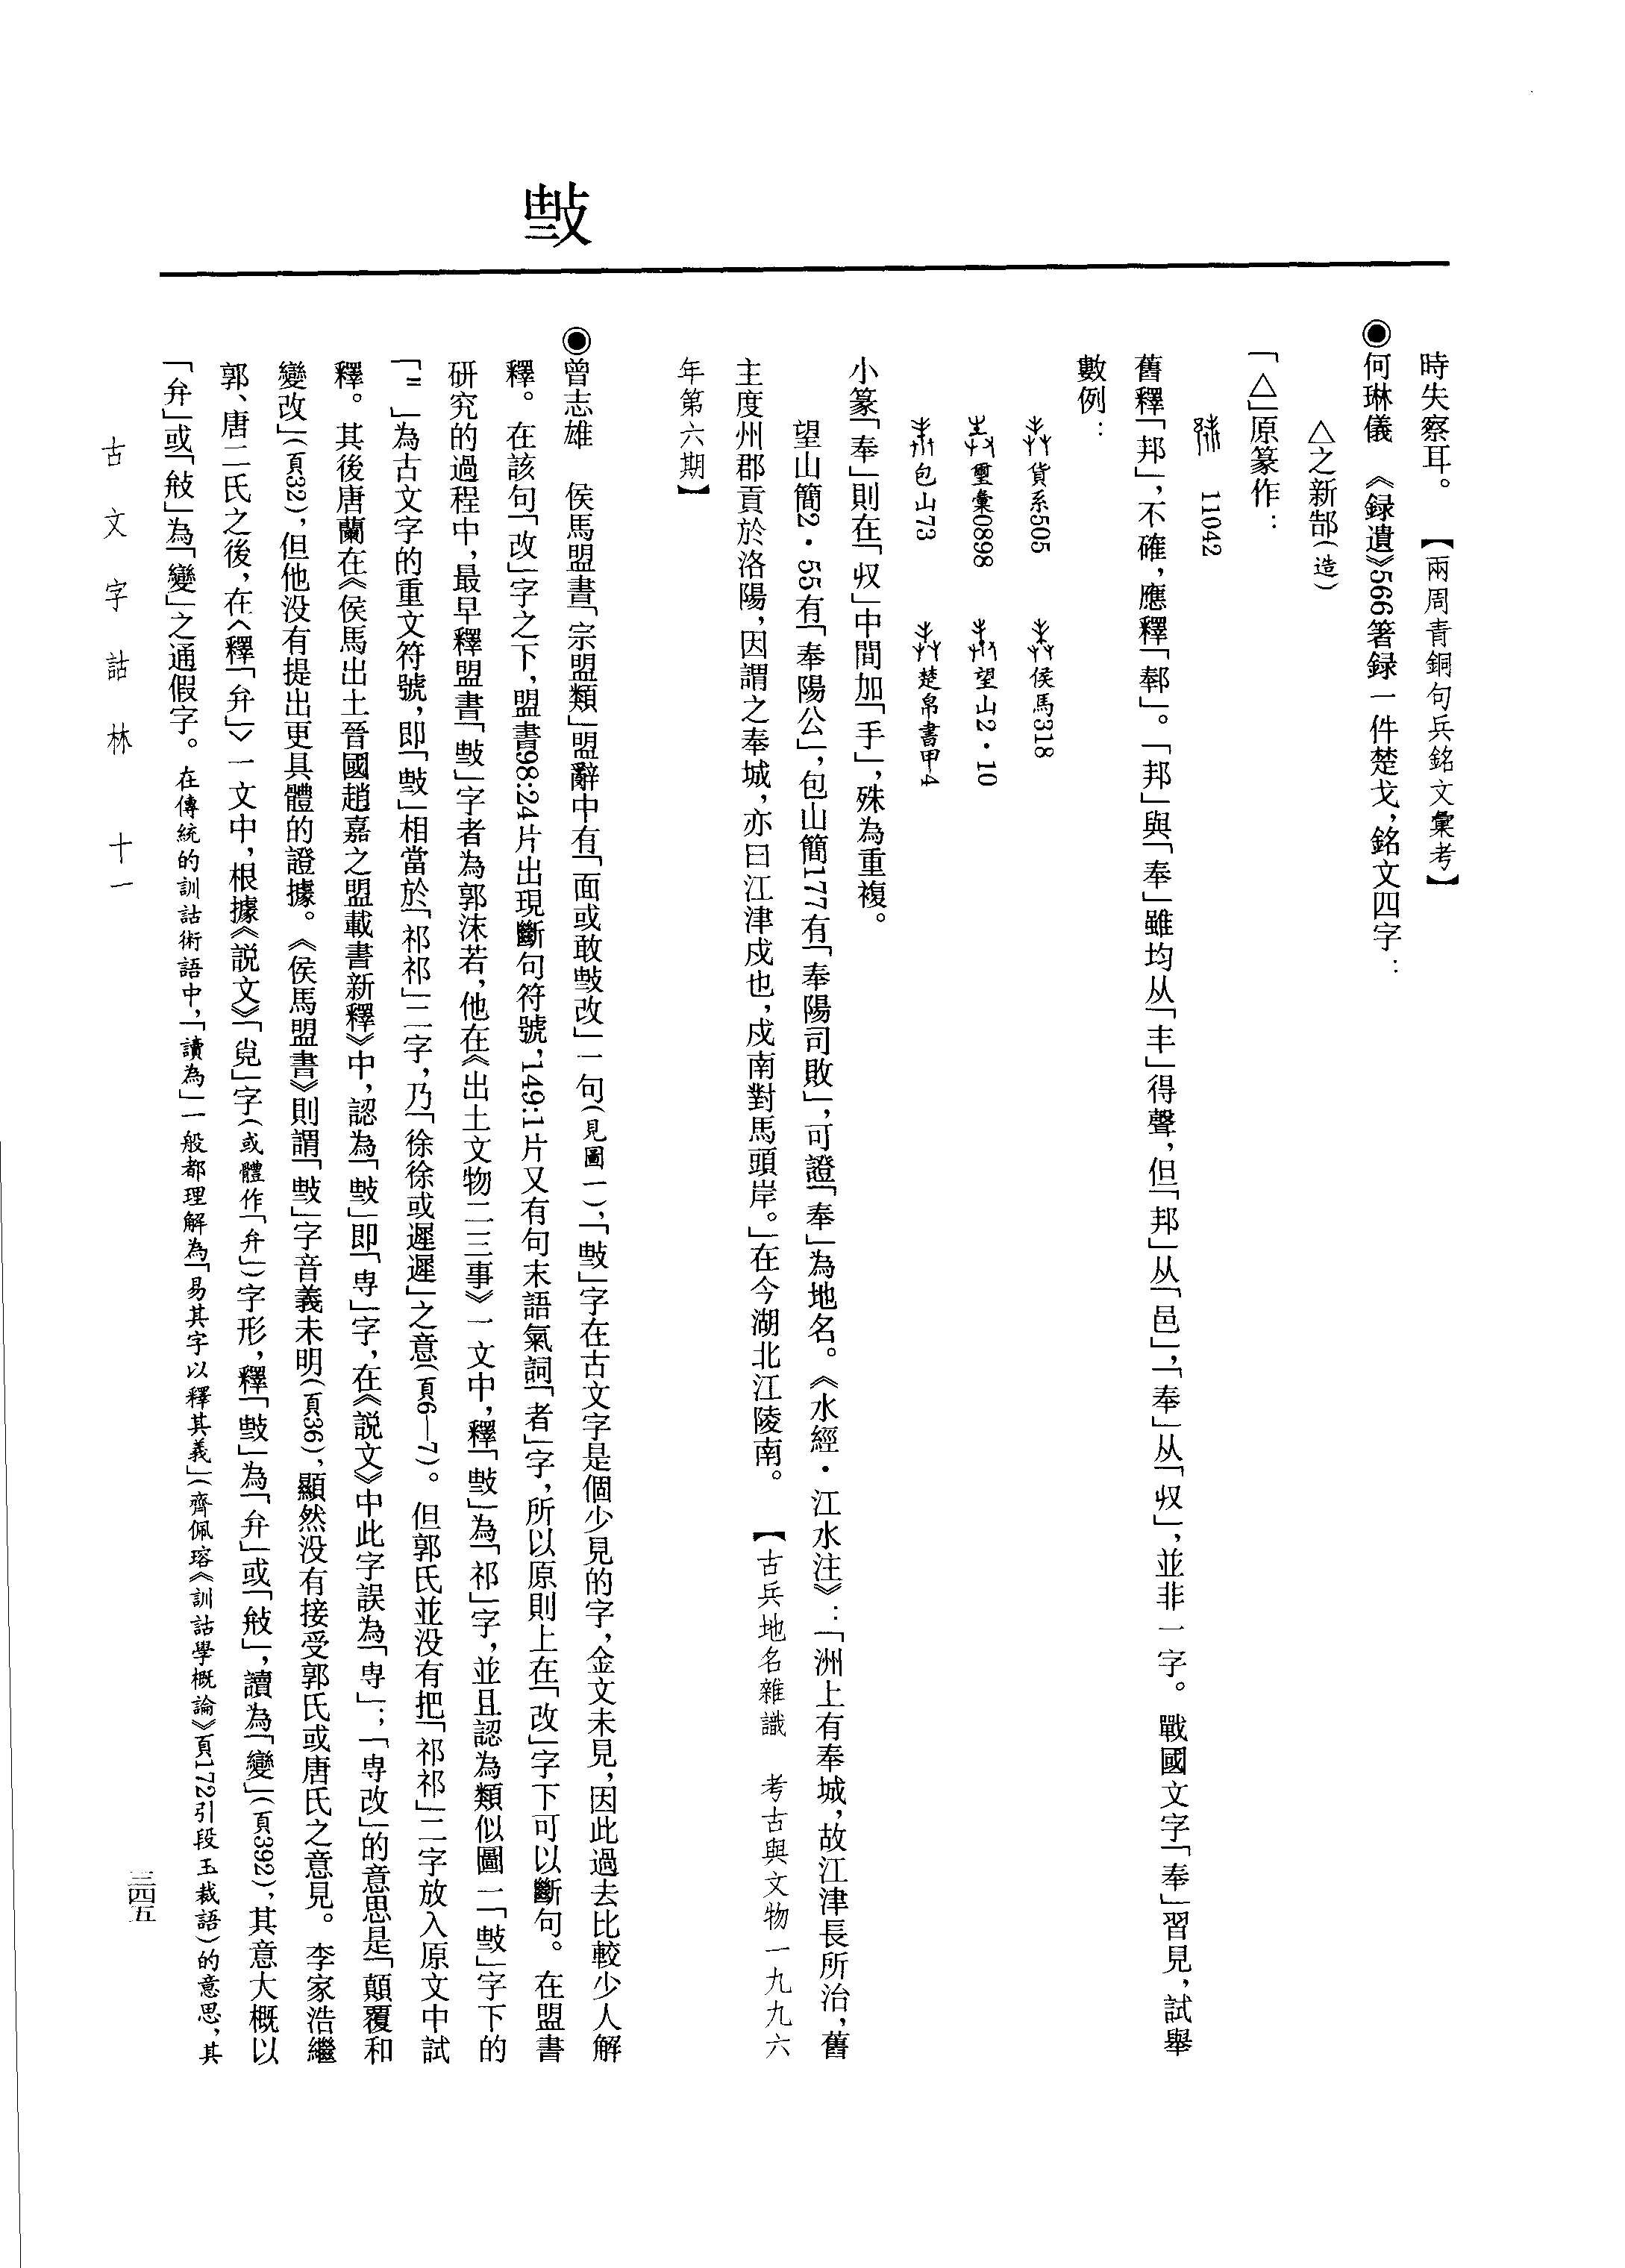 時失察耳。　【兩周青銅句兵銘文彙考】
◉何琳儀　《録遺》566箸録一件楚戈，銘文四字：
△之新郜（造）
「△」原篆作：
11042
舊釋「邦」，不確，應釋「䣭」。「邦」與「奉」雖均从「丰」得聲，但「邦」从「邑」，「奉」从「収」，並非一字。戰國文字「奉」習見，試舉
數例：
貨系505　侯馬318
璽彙0898　望山2·10
包山73　楚帛書甲4
小篆「奉」則在「収」中間加「手」，殊為重複。
望山簡2·55有「奉陽公」，包山簡177有「奉陽司敗」，可證「奉」為地名。《水經·江水注》：「洲上有奉城，故江津長所治，舊
主度州郡貢於洛陽，因謂之奉城，亦曰江津戍也，戍南對馬頭岸。」在今湖北江陵南。　【古兵地名雜識　考古與文物一九九六
年第六期】
◉曾志雄　侯馬盟書「宗盟類」盟辭中有「面或敢改」一句（見圖一），「」字在古文字是個少見的字，金文未見，因此過去比較少人解
釋。在該句「改」字之下，盟書98:24片出現斷句符號，149:1片又有句末語氣詞「者」字，所以原則上在「改」字下可以斷句。在盟書
研究的過程中，最早釋盟書「」字者為郭沫若，他在《出土文物二三事》一文中，釋「」為「祁」字，並且認為類似圖二「」字下的
「〓」為古文字的重文符號，即「」相當於「祁祁」二字，乃「徐徐或遲遲」之意（頁6—7）。但郭氏並没有把「祁祁」二字放入原文中試
釋。其後唐蘭在《侯馬出土晉國趙嘉之盟載書新釋》中，認為「」即「」字，在《説文》中此字誤為「」；「改」的意思是「顛覆和
變改」（頁32），但他没有提出更具體的證據。《侯馬盟書》則謂「」字音義未明（頁36），顯然没有接受郭氏或唐氏之意見。李家浩繼
郭、唐二氏之後，在〈釋「弁」〉一文中，根據《説文》「覍」字（或體作「弁」）字形，釋「」為「弁」或「」，讀為「變」（頁392），其意大概以
「弁」或「」為「變」之通假字。在傳統的訓詁術語中，「讀為」一般都理解為「易其字以釋其義」（齊佩瑢《訓詁學概論》頁172引段玉裁語）的意思，其
古文字詁林　十一
三四五